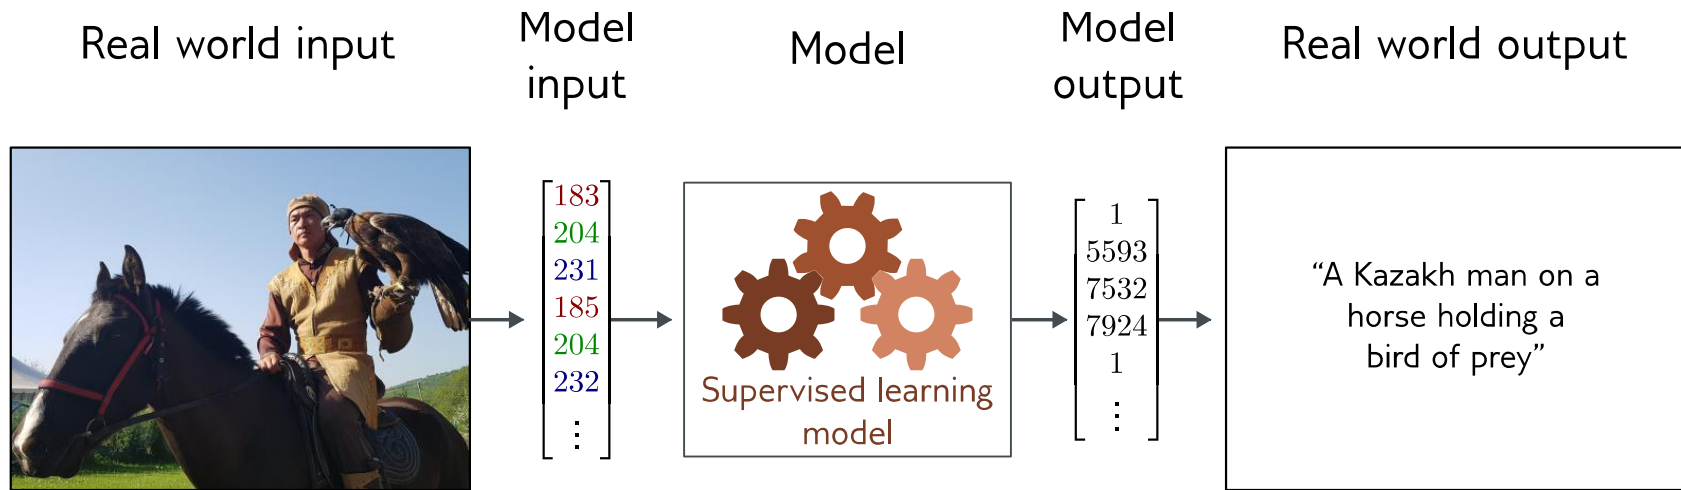 Real world input
Model
input
Model
Model
output
Real world output
183
204
231
185
204
232
⋮
Supervised learning
model
1
5593
7532
7924
1
⋮
“A Kazakh man on a
horse holding a
bird of prey”